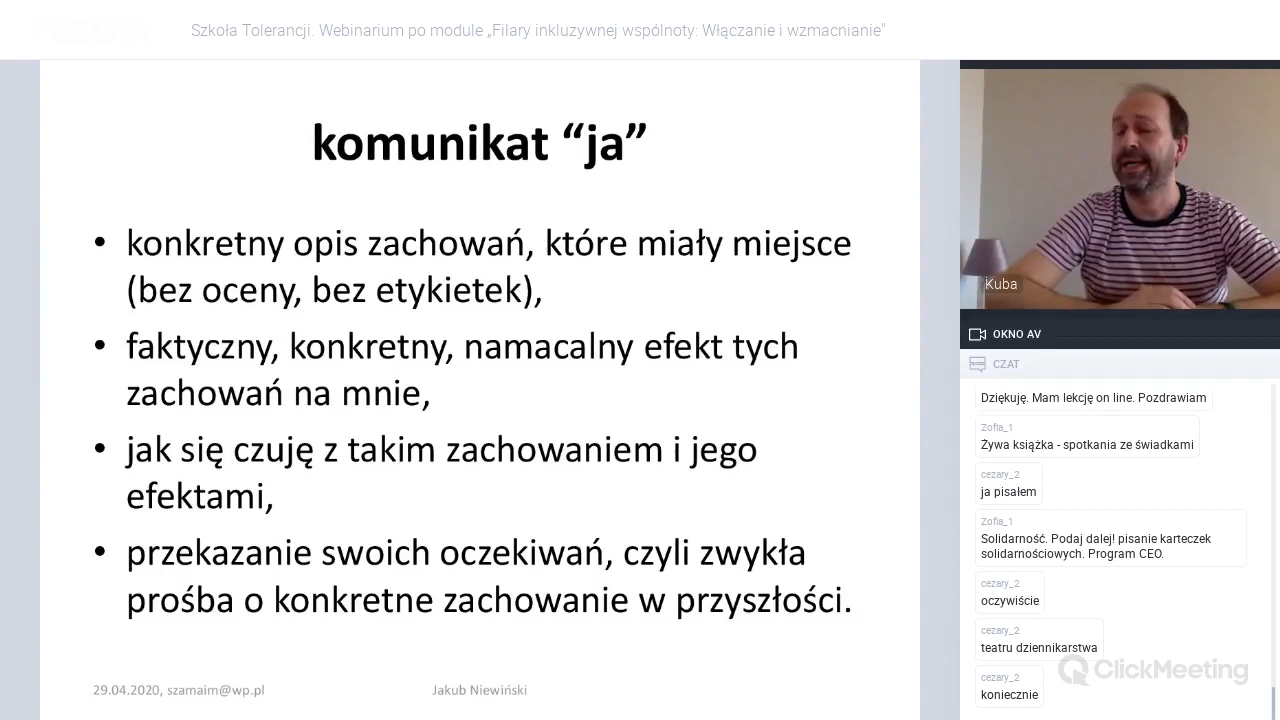 Szkoła Tolerancji. Webinarium po module „Filary inkluzywnej wspólnoty: Włączanie i wzmacnianie"
komunikat “ja”
• konkretny opis zachowań, które miały miejsce
(bez oceny, bez etykietek),
• faktyczny, konkretny, namacalny efekt tych
zachowań na mnie,
• jak się czuję z takim zachowaniem i jego
efektami,
• przekazanie swoich oczekiwań, czyli zwykła
prośba o konkretne zachowanie w przyszłości.
29.04.2020, szamaim@wp.pl
Jakub Niewiński
Kuba
OKNO AV
CZAT
Dziękuję. Mam lekcję on line. Pozdrawiam
Zofia_1
Żywa książka - spotkania ze świadkami
cezary_2
ja pisałem
Zofia_1
Solidarność. Podaj dalej! pisanie karteczek
solidarnościowych. Program CEO.
cezary_2
oczywiście
cezary_2
teatru dziennikarstwa
cezary_2
koniecznie
ClickMeeting